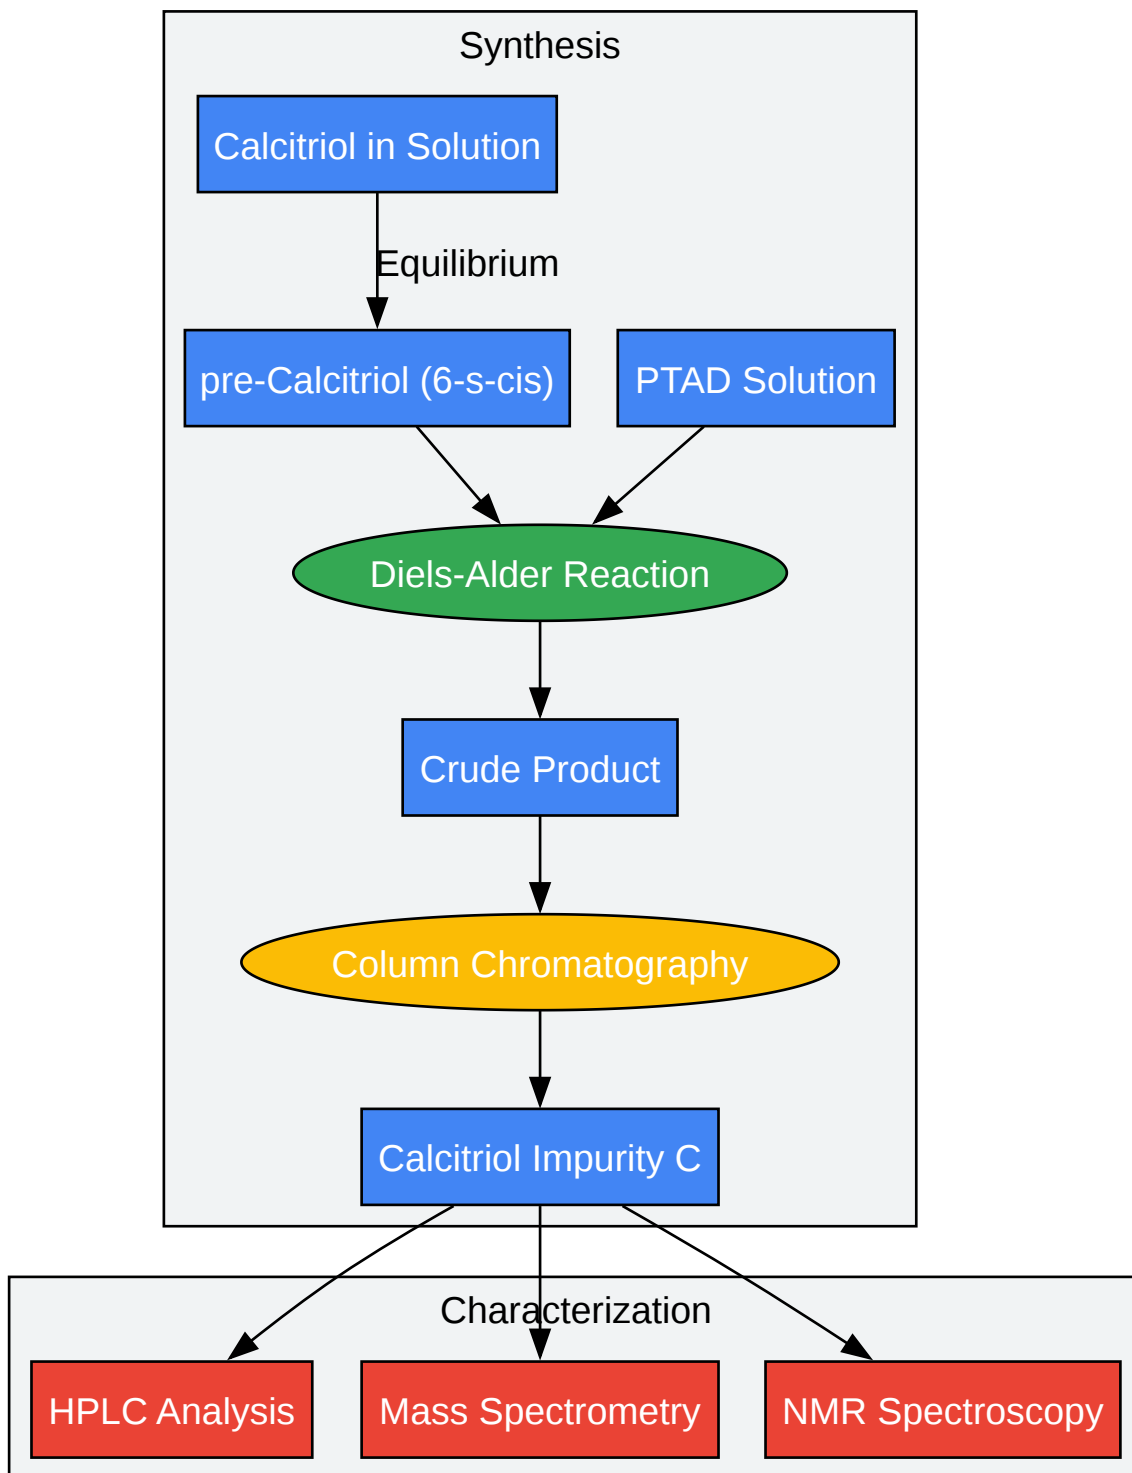 Synthesis
Calcitriol in Solution
Equilibrium
pre-Calcitriol (6-s-cis)
PTAD Solution
Diels-Alder Reaction
Crude Product
Column Chromatography
Calcitriol Impurity C
Characterization
HPLC Analysis
Mass Spectrometry
NMR Spectroscopy